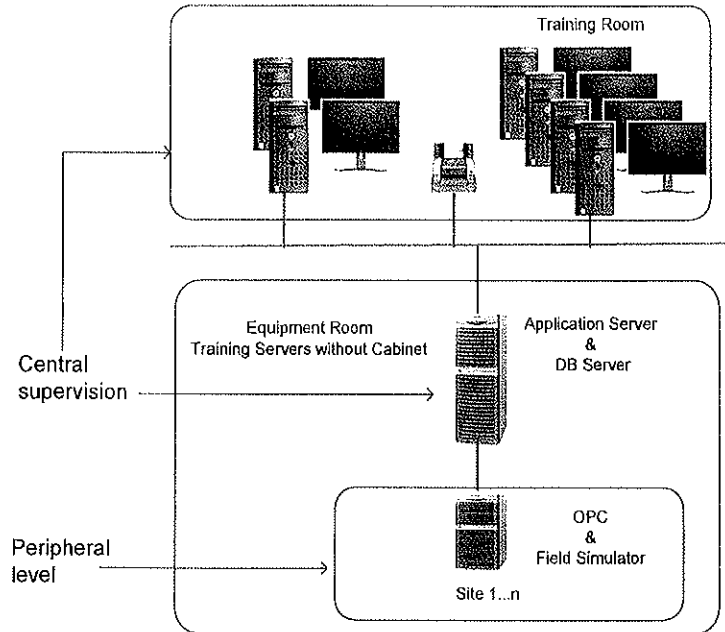 Training Room
Equipment Room
Training Servers without Cabinet
Application Server
&
DB Server
Central
supervision
OPC
&
Field Simulator
Peripheral
level
Site 1...n